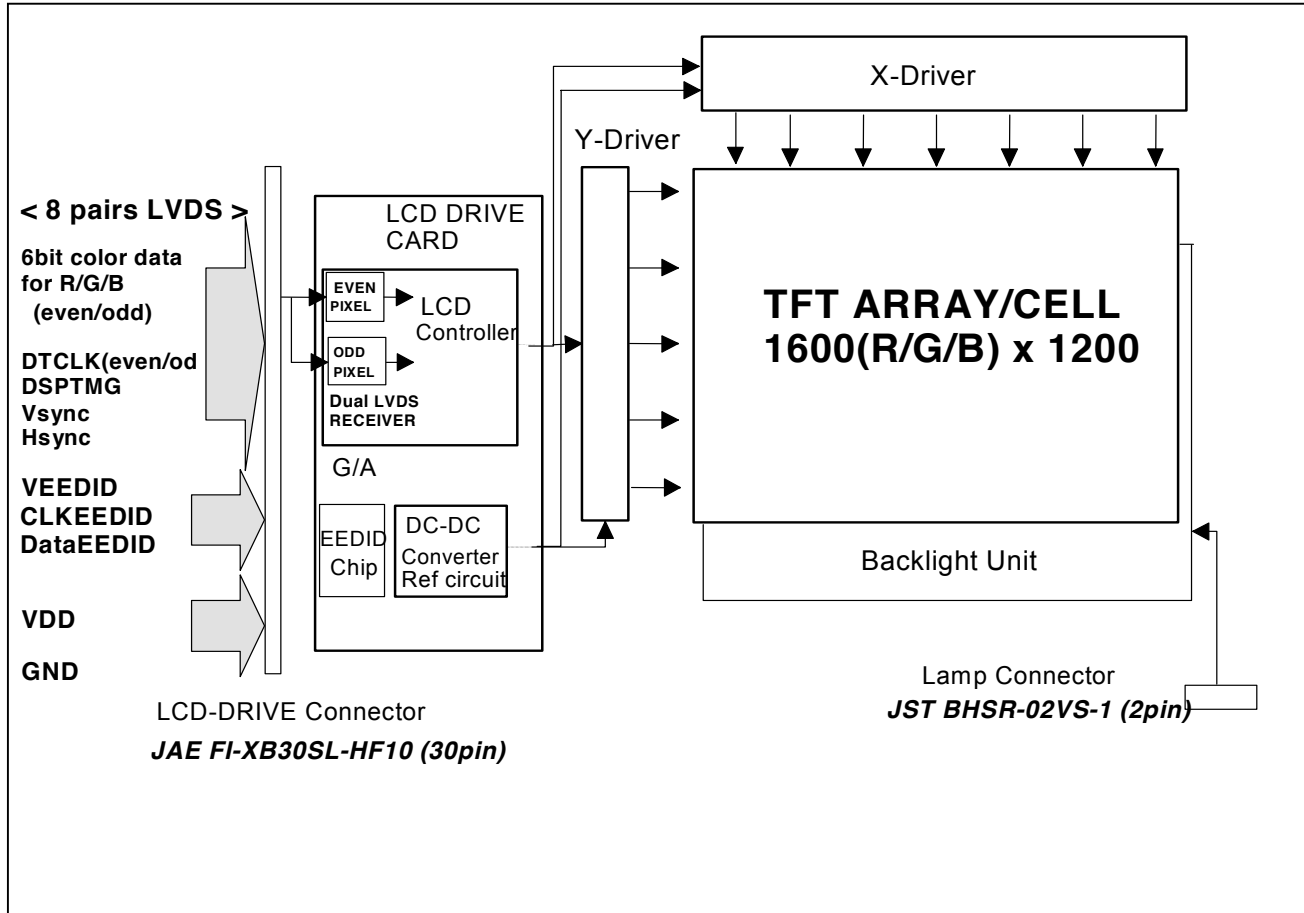 X-Driver
Y-Driver
< 8 pairs LVDS >
6bit color data
for R/G/B
(even/odd)
DTCLK(even/od
DSPTMG
Vsync
Hsync
VEEDID
CLKEEDID
DataEEDID
VDD
GND
LCD DRIVE
CARD
EVEN
PIXEL
LCD
Controller
ODD
PIXEL
Dual LVDS
RECEIVER
G/A
EEDID
Chip
DC-DC
Converter
Ref circuit
TFT ARRAY/CELL
1600(R/G/B) x 1200
Backlight Unit
Lamp Connector
JST BHSR-02VS-1 (2pin)
LCD-DRIVE Connector
JAE FI-XB30SL-HF10 (30pin)